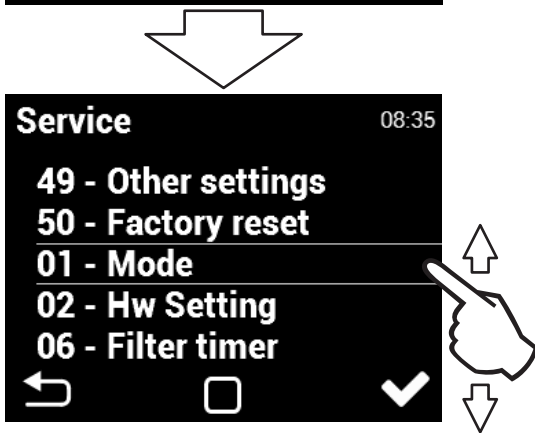 Service
08:35
49 - Other settings
50 - Factory reset
01 - Mode
02 - Hw Setting
06 - Filter timer